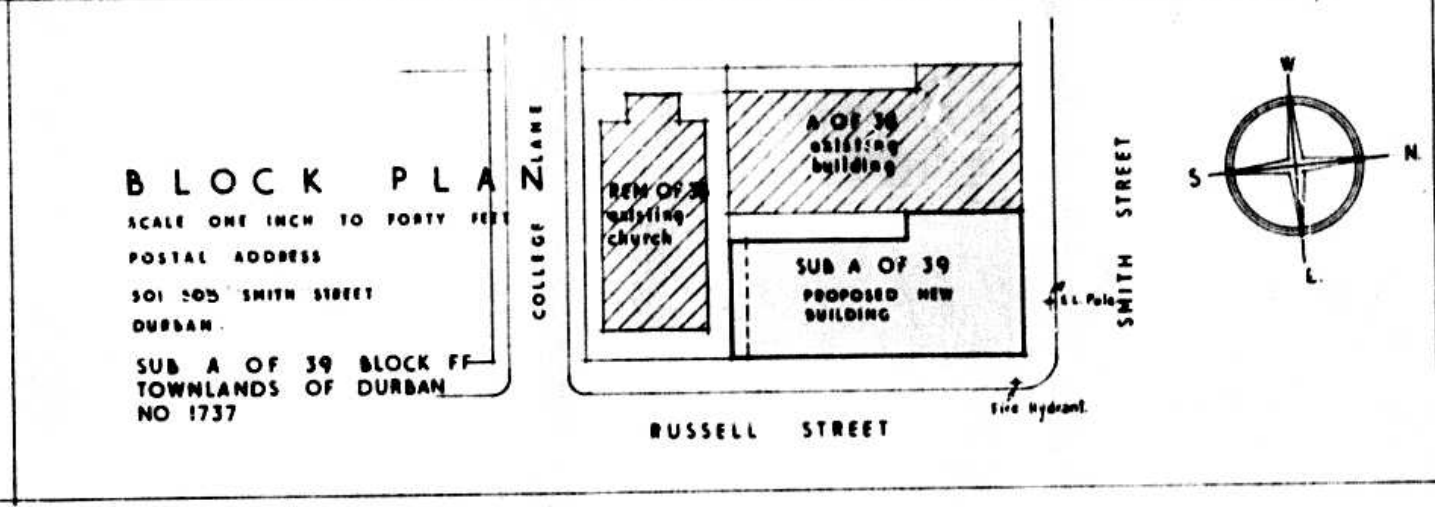 BLOCK PLAN
SCALE ONE INCH TO FORTY FEET
POSTAL ADDRESS
501 505 SMITH STREET
DURBAN.
SUB A OF 39 BLOCK FF
TOWNLANDS OF DURBAN
NO 1737
COLLEGE LANE
REM OF
existing
church
A OF
existing
building
SUB A OF 39
PROPOSED NEW
BUILDING
S.L. Pole
SMITH STREET
Fire Hydrant.
RUSSELL STREET
W
S
N.
E.